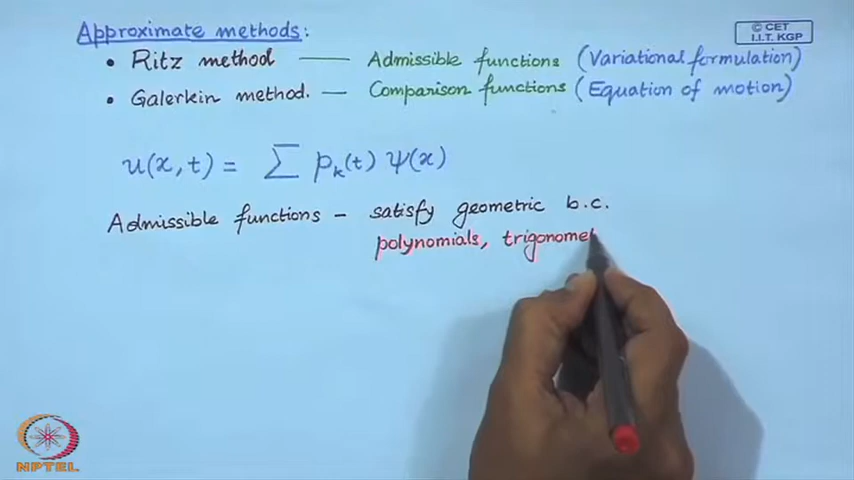 Approximate methods:
© CET
I.I.T. KGP
• Ritz method — Admissible functions (Variational formulation)
• Galerkin method. — Comparison functions (Equation of motion)
u(x,t) = Σ pₖ(t) ψ(x)
Admissible functions – satisfy geometric b.c.
polynomials, trigonomet
NPTEL